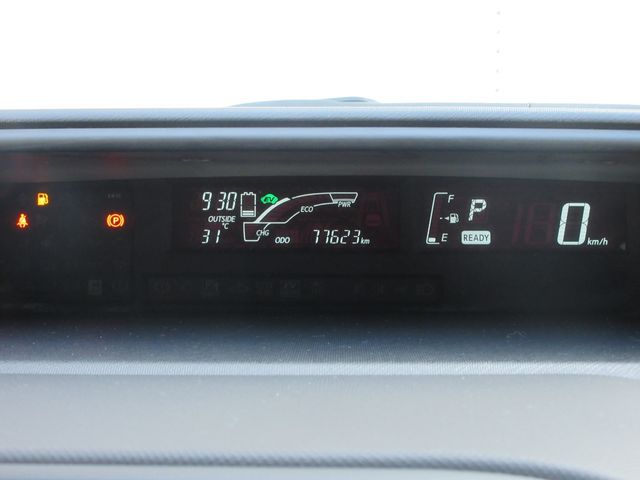 9:30
EV
PWR
ECO
OUTSIDE
°C
31
CHG
ODO 77623 km
F
E
P
READY
0 km/h
(P)